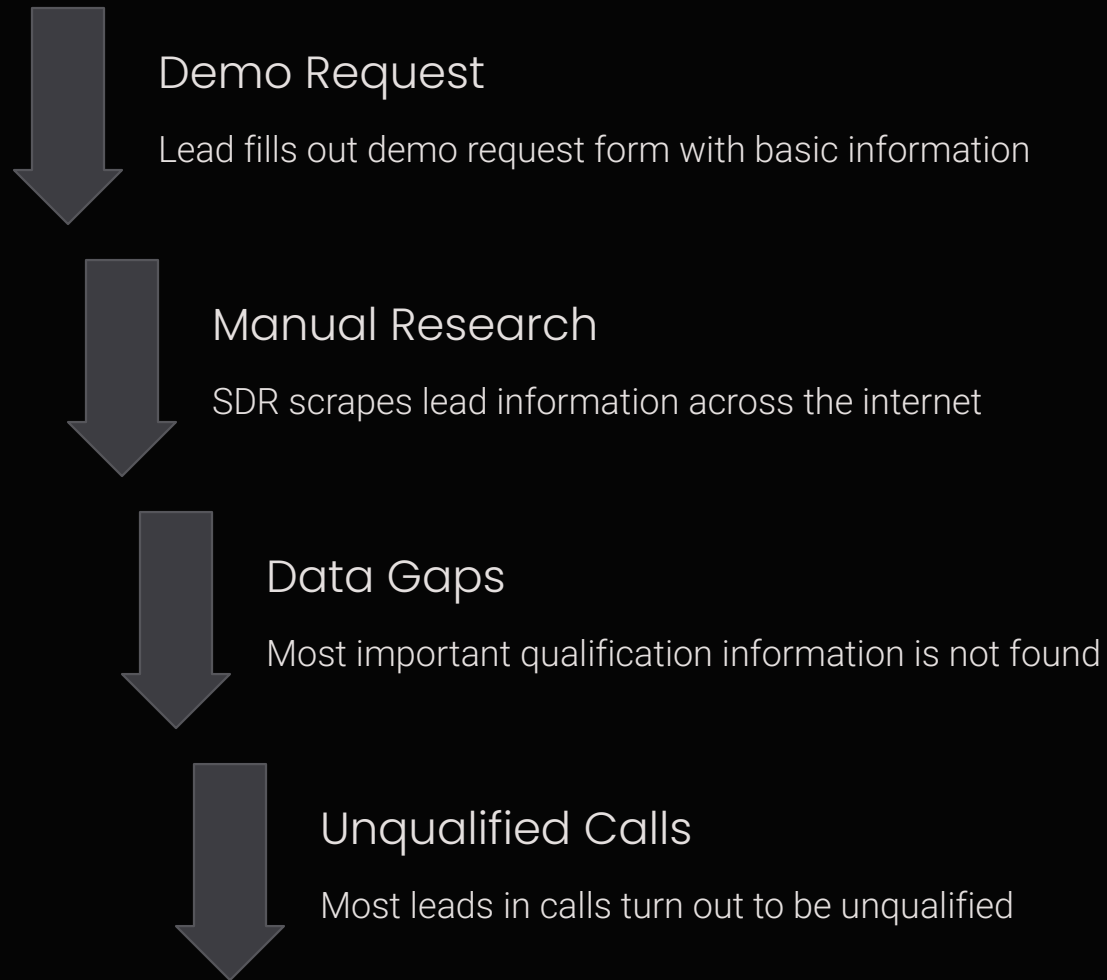 Demo Request
Lead fills out demo request form with basic information
Manual Research
SDR scrapes lead information across the internet
Data Gaps
Most important qualification information is not found
Unqualified Calls
Most leads in calls turn out to be unqualified